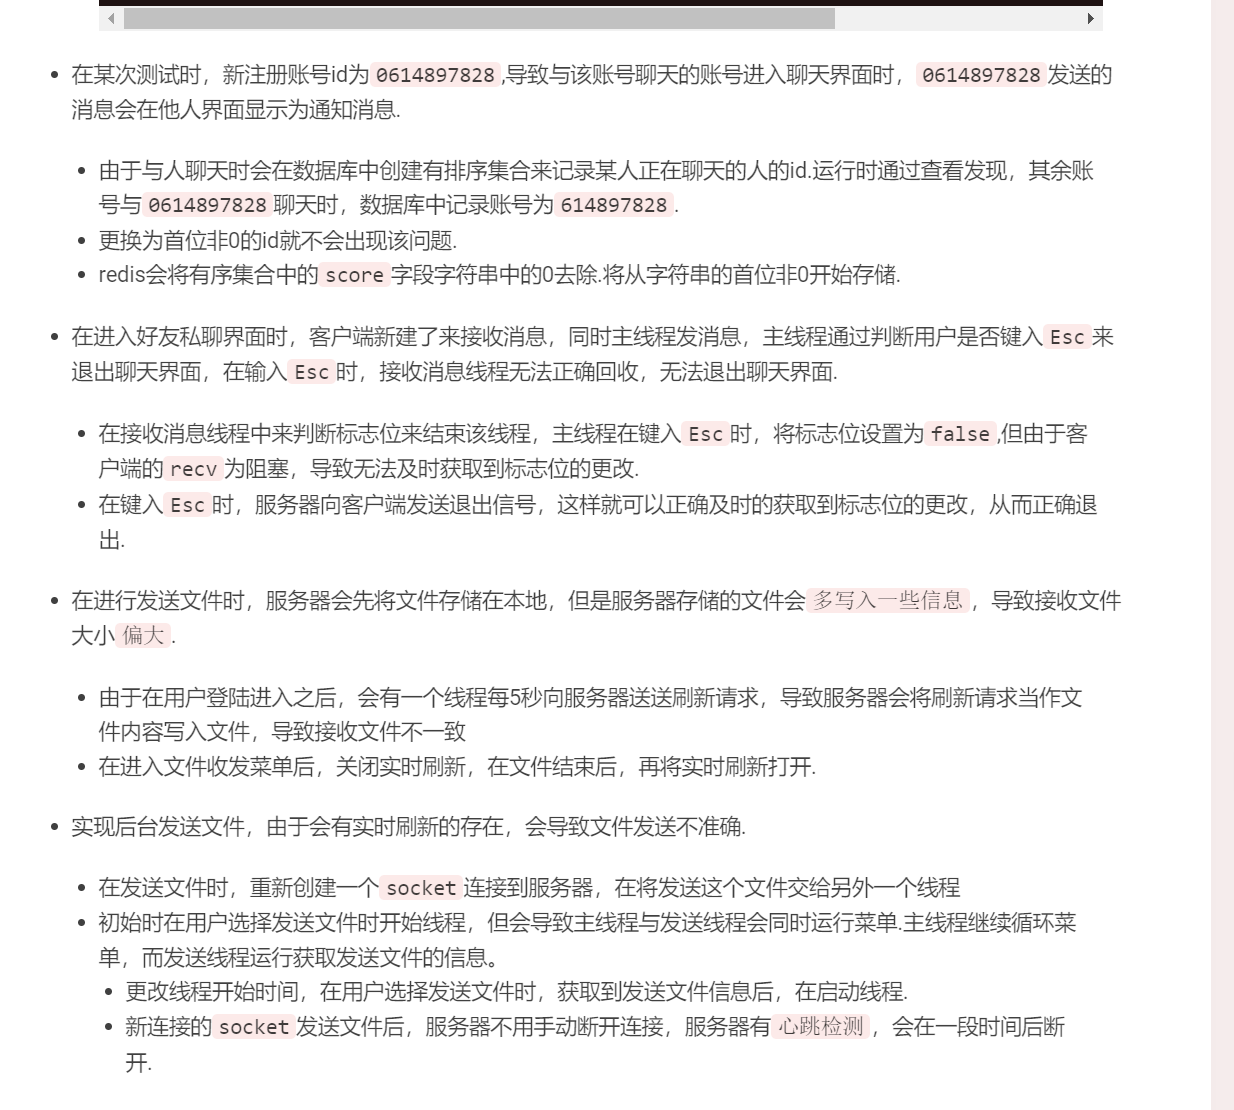 在某次测试时，新注册账号id为0614897828,导致与该账号聊天的账号进入聊天界面时，0614897828发送的
消息会在他人界面显示为通知消息.
由于与人聊天时会在数据库中创建有排序集合来记录某人正在聊天的人的id.运行时通过查看发现，其余账
号与0614897828聊天时，数据库中记录账号为614897828.
更换为首位非0的id就不会出现该问题.
redis会将有序集合中的score字段字符串中的0去除.将从字符串的首位非0开始存储.
在进入好友私聊界面时，客户端新建了来接收消息，同时主线程发消息，主线程通过判断用户是否键入Esc来
退出聊天界面，在输入Esc时，接收消息线程无法正确回收，无法退出聊天界面.
在接收消息线程中来判断标志位来结束该线程，主线程在键入Esc时，将标志位设置为false,但由于客
户端的recv为阻塞，导致无法及时获取到标志位的更改.
在键入Esc时，服务器向客户端发送退出信号，这样就可以正确及时的获取到标志位的更改，从而正确退
出.
在进行发送文件时，服务器会先将文件存储在本地，但是服务器存储的文件会多写入一些信息，导致接收文件
大小偏大.
由于在用户登陆进入之后，会有一个线程每5秒向服务器送送刷新请求，导致服务器会将刷新请求当作文
件内容写入文件，导致接收文件不一致
在进入文件收发菜单后，关闭实时刷新，在文件结束后，再将实时刷新打开.
实现后台发送文件，由于会有实时刷新的存在，会导致文件发送不准确.
在发送文件时，重新创建一个socket连接到服务器，在将发送这个文件交给另外一个线程
初始时在用户选择发送文件时开始线程，但会导致主线程与发送线程会同时运行菜单.主线程继续循环菜
单，而发送线程运行获取发送文件的信息。
更改线程开始时间，在用户选择发送文件时，获取到发送文件信息后，在启动线程.
新连接的socket发送文件后，服务器不用手动断开连接，服务器有心跳检测，会在一段时间后断
开.